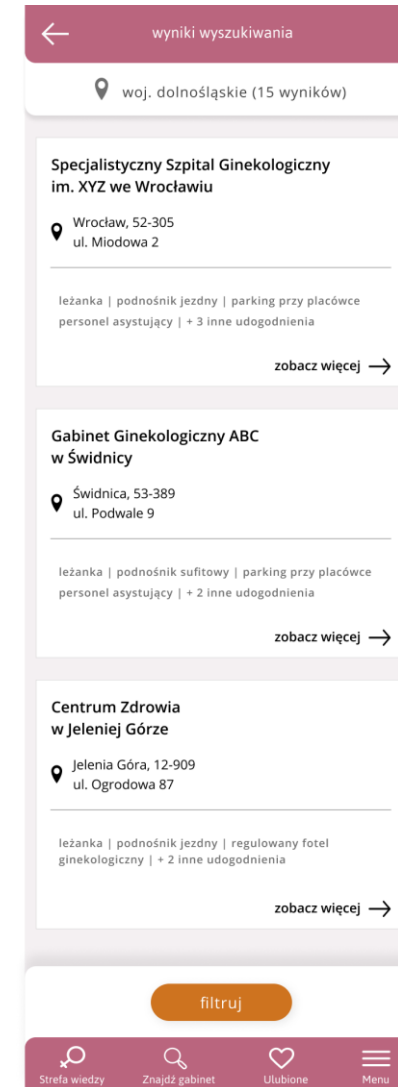 wyniki wyszukiwania
woj. dolnośląskie (15 wyników)
Specjalistyczny Szpital Ginekologiczny
im. XYZ we Wrocławiu
Wrocław, 52-305
ul. Miodowa 2
leżanka | podnośnik jezdny | parking przy placówce
personel asystujący | + 3 inne udogodnienia
zobacz więcej
Gabinet Ginekologiczny ABC
w Świdnicy
Świdnica, 53-389
ul. Podwale 9
leżanka | podnośnik sufitowy | parking przy placówce
personel asystujący | + 2 inne udogodnienia
zobacz więcej
Centrum Zdrowia
w Jeleniej Górze
Jelenia Góra, 12-909
ul. Ogrodowa 87
leżanka | podnośnik jezdny | regulowany fotel
ginekologiczny | + 2 inne udogodnienia
zobacz więcej
filtruj
Strefa wiedzy Znajdź gabinet Ulubione Menu